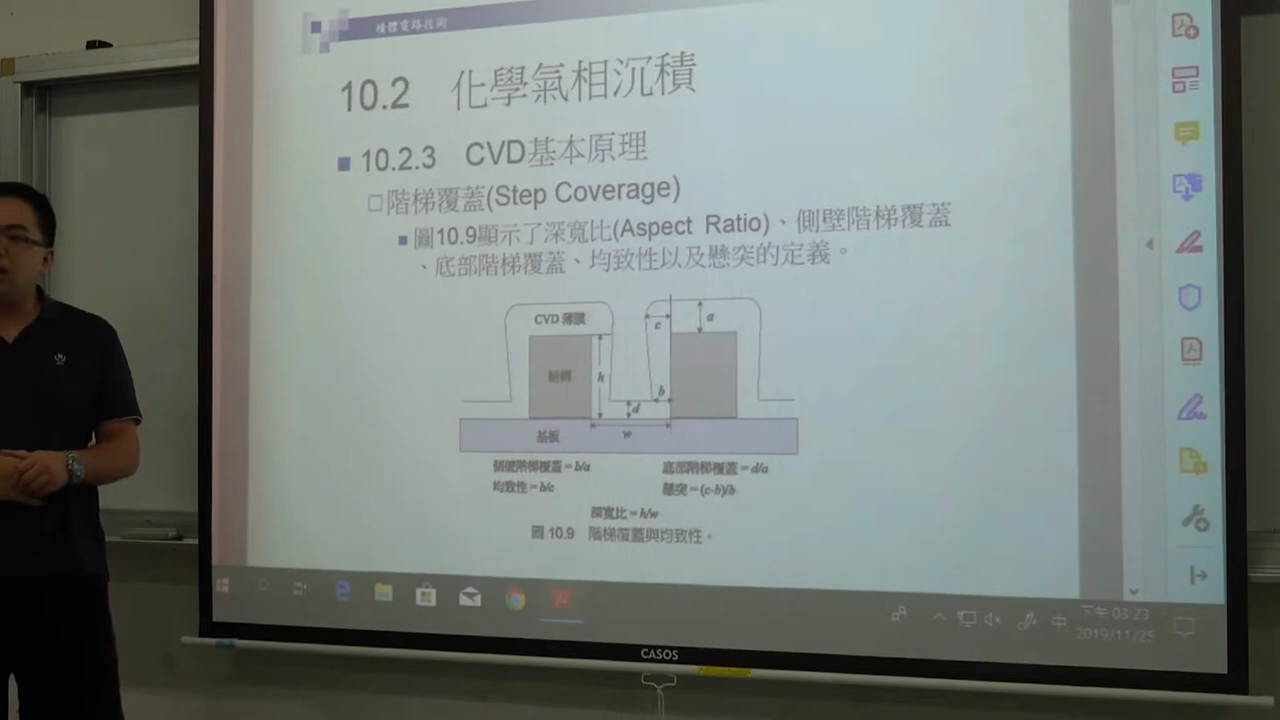 積體電路技術
10.2 化學氣相沉積
10.2.3 CVD基本原理
階梯覆蓋(Step Coverage)
圖10.9顯示了深寬比(Aspect Ratio)、側壁階梯覆蓋
、底部階梯覆蓋、均致性以及懸突的定義。
CVD 薄膜
c
a
結構
h
b
d
w
基板
側壁階梯覆蓋=b/a
底部階梯覆蓋=d/a
均致性=b/c
懸突=(c-b)/b
深寬比=h/w
圖 10.9 階梯覆蓋與均致性。
中
下午 03:23
2019/11/25
CASOS